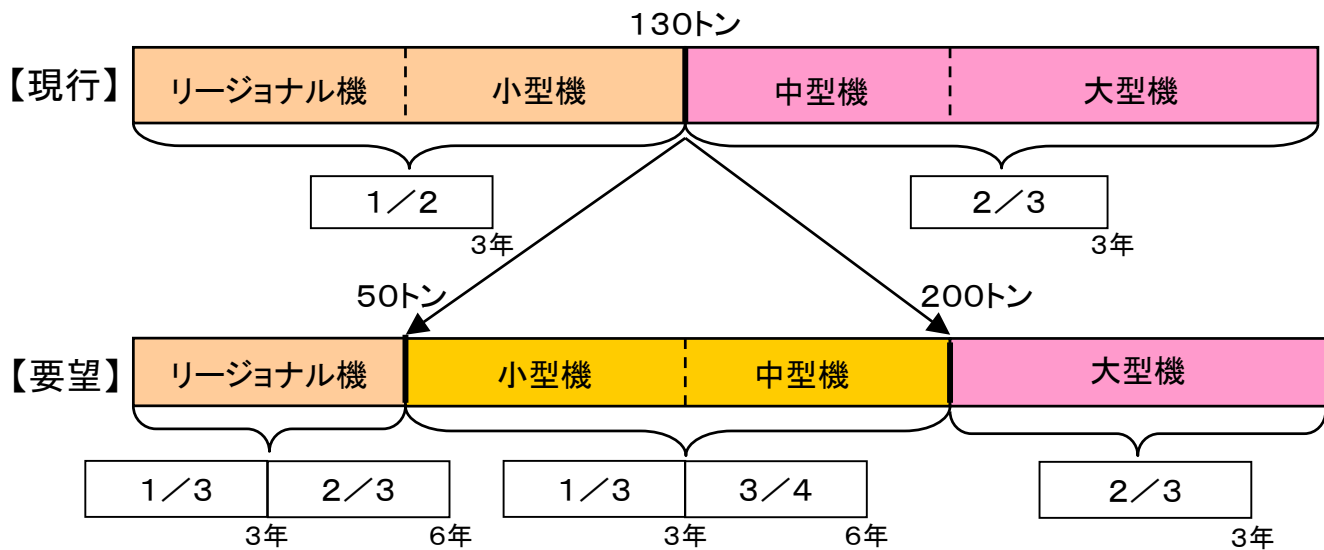 130トン
【現行】 リージョナル機 小型機 中型機 大型機
1/2 2/3
3年 3年
50トン 200トン
【要望】 リージョナル機 小型機 中型機 大型機
1/3 2/3 1/3 3/4 2/3
3年 6年 3年 6年 3年